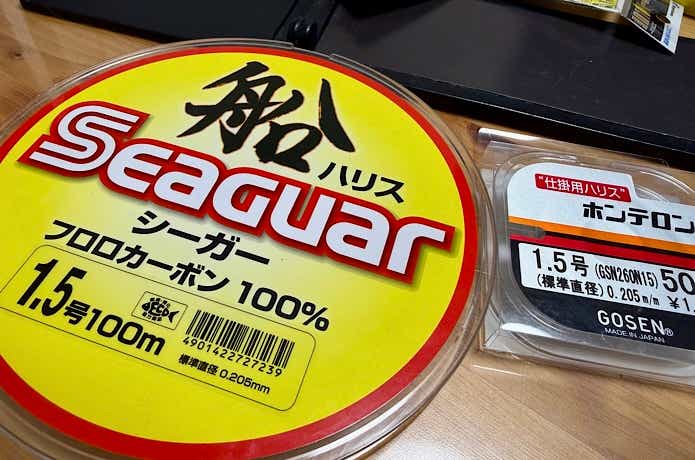 船
ハリス
Seaguar
シーガー
フロロカーボン 100%
1.5号100m
4901422727239
標準直径 0.205mm
"仕掛用ハリス"
ホンテロン
1.5号 (GSN260N15) 50
(標準直径) 0.205 m/m ¥1
GOSEN®
MADE IN JAPAN